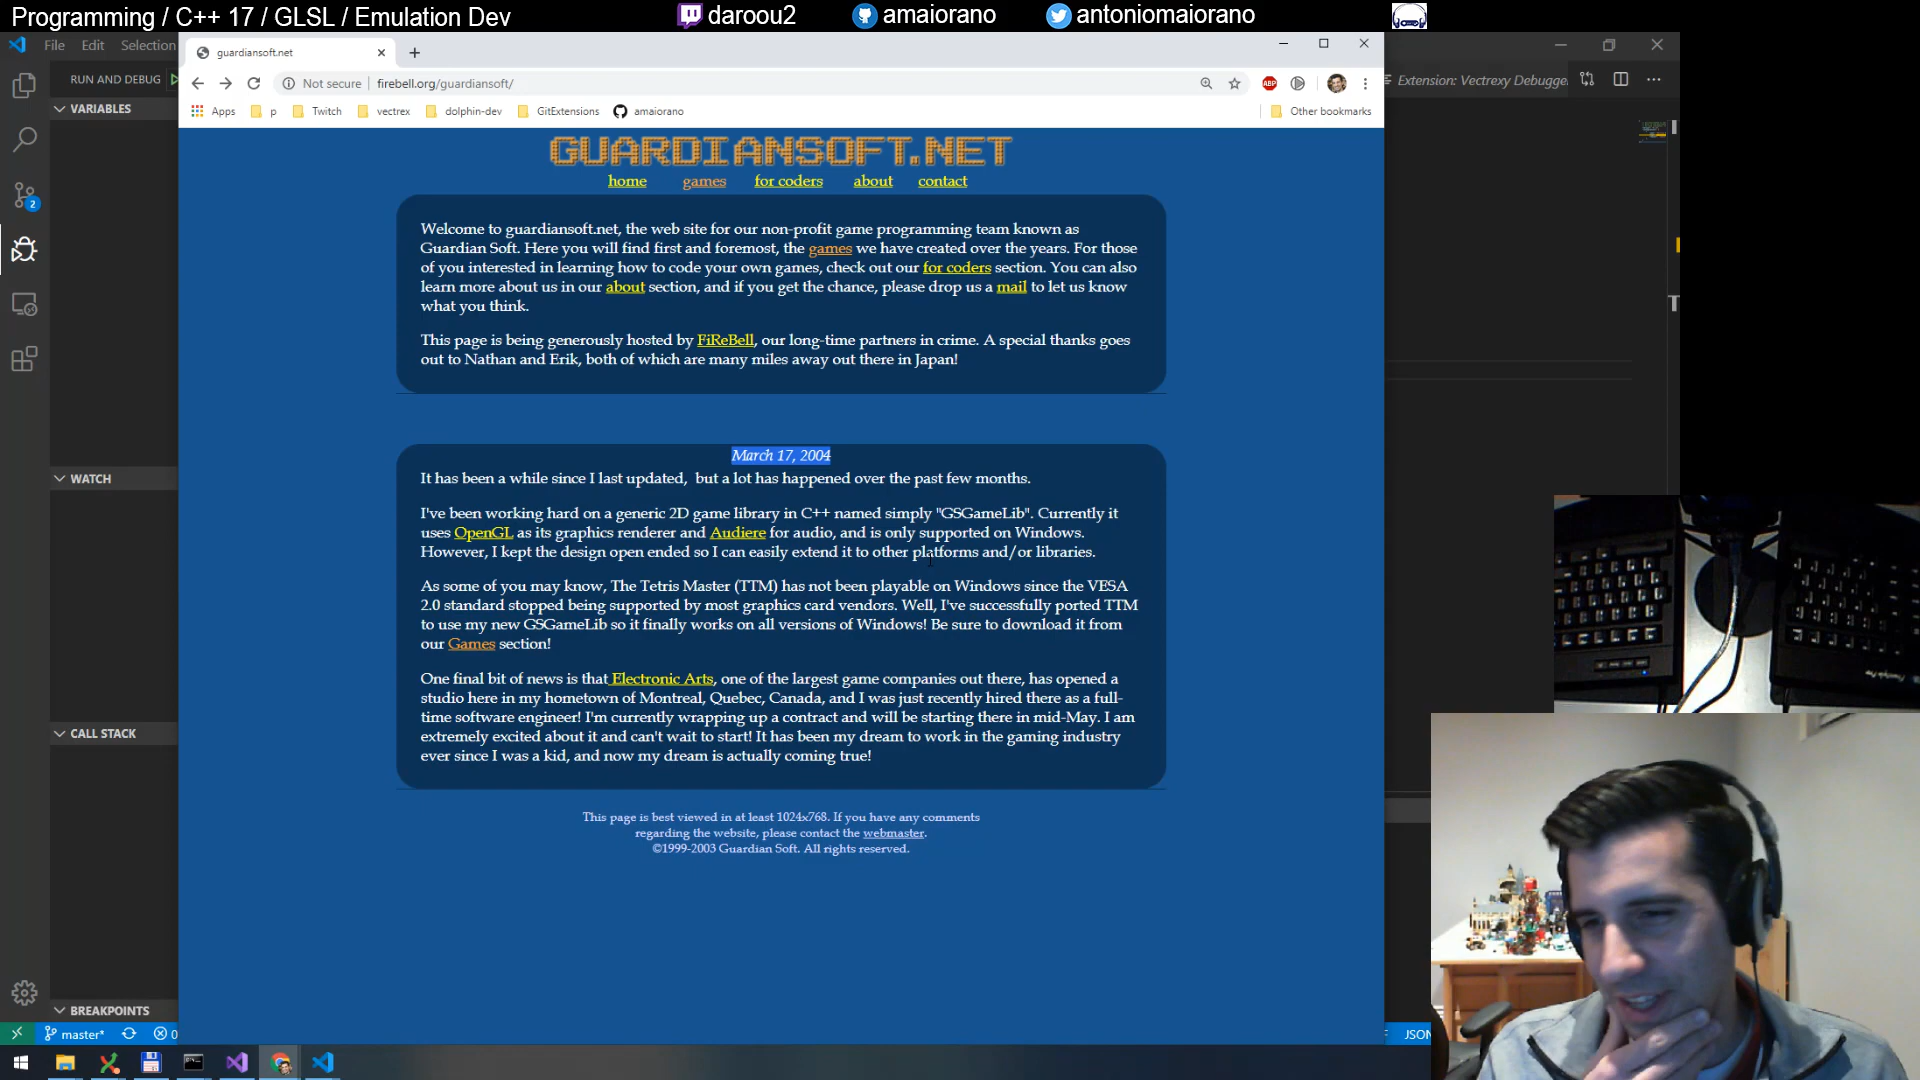 Programming / C++ 17 / GLSL / Emulation Dev
daroou2
amaiorano
antoniomaiorano
File Edit Selection
guardiansoft.net
RUN AND DEBUG
Not secure firebell.org/guardiansoft/
ABP
Extension: Vectrexy Debugge
VARIABLES
Apps p Twitch vectrex dolphin-dev GitExtensions amaiorano Other bookmarks
GUARDIANSOFT.NET
home games for coders about contact
2
Welcome to guardiansoft.net, the web site for our non-profit game programming team known as
Guardian Soft. Here you will find first and foremost, the games we have created over the years. For those
of you interested in learning how to code your own games, check out our for coders section. You can also
learn more about us in our about section, and if you get the chance, please drop us a mail to let us know
what you think.
This page is being generously hosted by FiReBell, our long-time partners in crime. A special thanks goes
out to Nathan and Erik, both of which are many miles away out there in Japan!
March 17, 2004
It has been a while since I last updated, but a lot has happened over the past few months.
WATCH
I've been working hard on a generic 2D game library in C++ named simply "GSGameLib". Currently it
uses OpenGL as its graphics renderer and Audiere for audio, and is only supported on Windows.
However, I kept the design open ended so I can easily extend it to other platforms and/or libraries.
As some of you may know, The Tetris Master (TTM) has not been playable on Windows since the VESA
2.0 standard stopped being supported by most graphics card vendors. Well, I've successfully ported TTM
to use my new GSGameLib so it finally works on all versions of Windows! Be sure to download it from
our Games section!
One final bit of news is that Electronic Arts, one of the largest game companies out there, has opened a
studio here in my hometown of Montreal, Quebec, Canada, and I was just recently hired there as a full-
time software engineer! I'm currently wrapping up a contract and will be starting there in mid-May. I am
extremely excited about it and can't wait to start! It has been my dream to work in the gaming industry
ever since I was a kid, and now my dream is actually coming true!
CALL STACK
This page is best viewed in at least 1024x768. If you have any comments
regarding the website, please contact the webmaster.
©1999-2003 Guardian Soft. All rights reserved.
BREAKPOINTS
master* 0
JSON